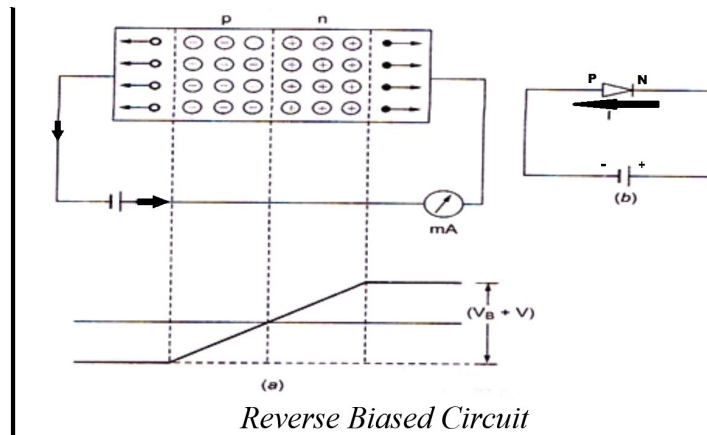 p n
P N
I
- +
(b)
mA
(V_B + V)
(a)
Reverse Biased Circuit